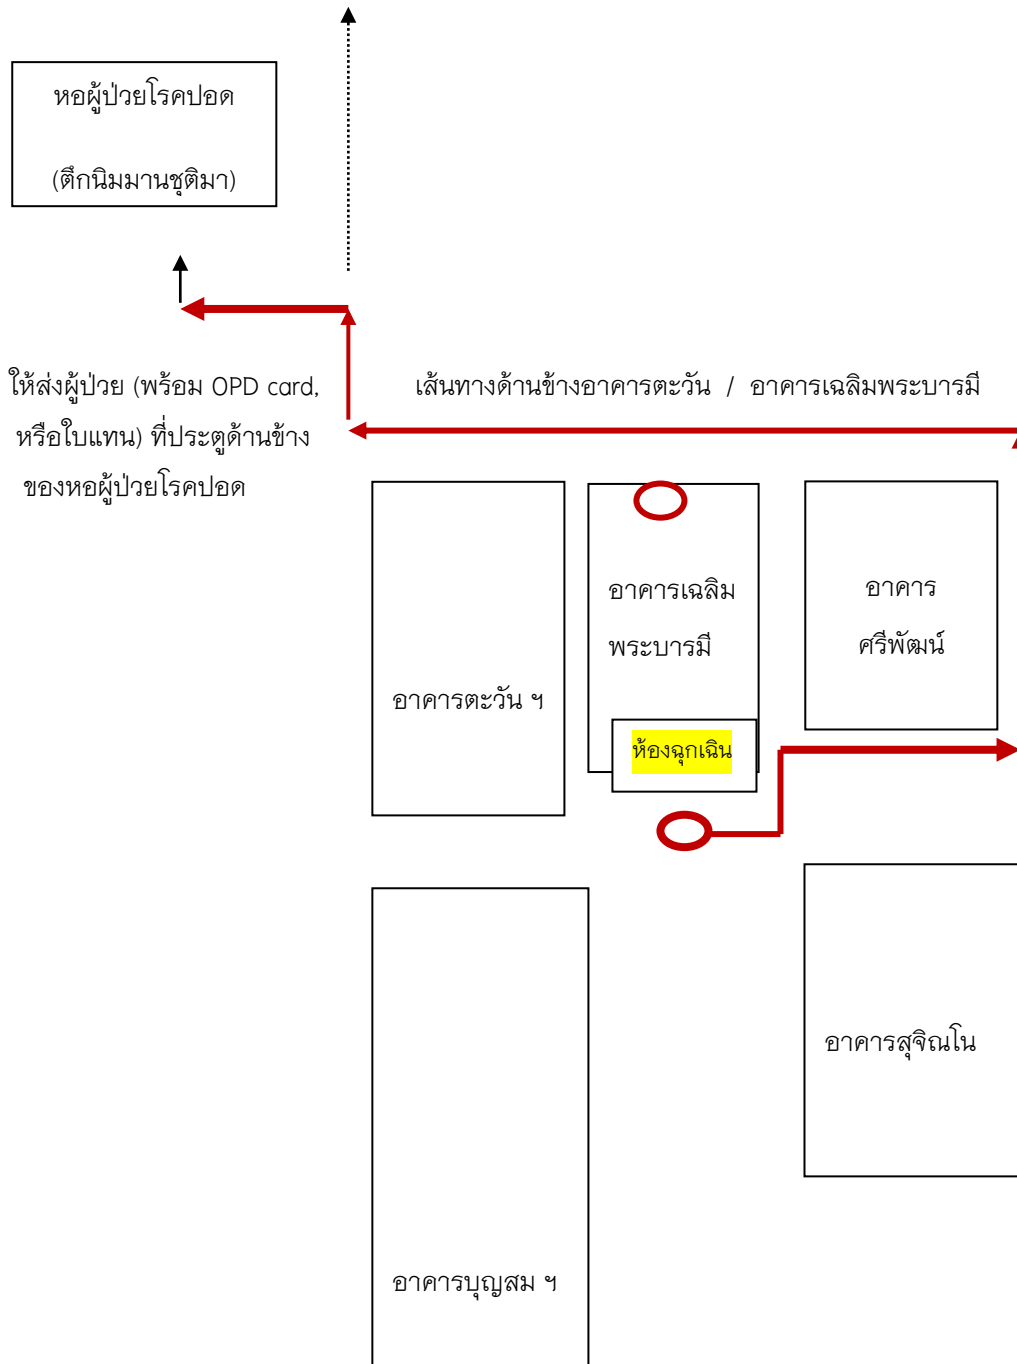 หอผู้ป่วยโรคปอด
(ตึกนิมมานชุติมา)
ให้ส่งผู้ป่วย (พร้อม OPD card,
หรือใบแทน) ที่ประตูด้านข้าง
ของหอผู้ป่วยโรคปอด
เส้นทางด้านข้างอาคารตะวัน / อาคารเฉลิมพระบารมี
อาคารตะวัน ฯ
อาคารเฉลิม
พระบารมี
ห้องฉุกเฉิน
อาคาร
ศรีพัฒน์
อาคารสุจิณโน
อาคารบุญสม ฯ